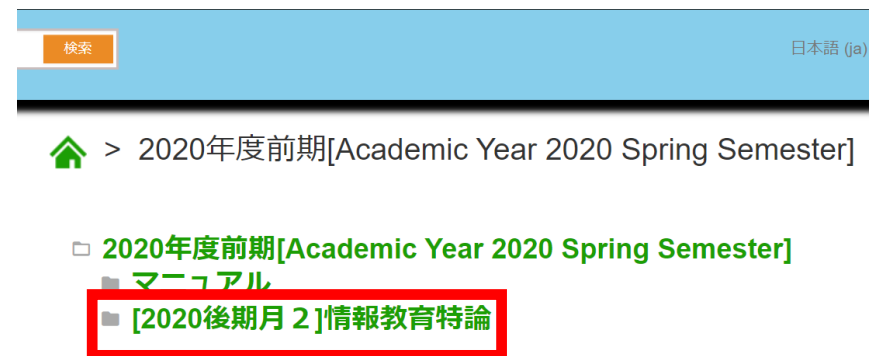 検索
日本語 (ja)
> 2020年度前期[Academic Year 2020 Spring Semester]
2020年度前期[Academic Year 2020 Spring Semester]
マニュアル
[2020後期月２]情報教育特論